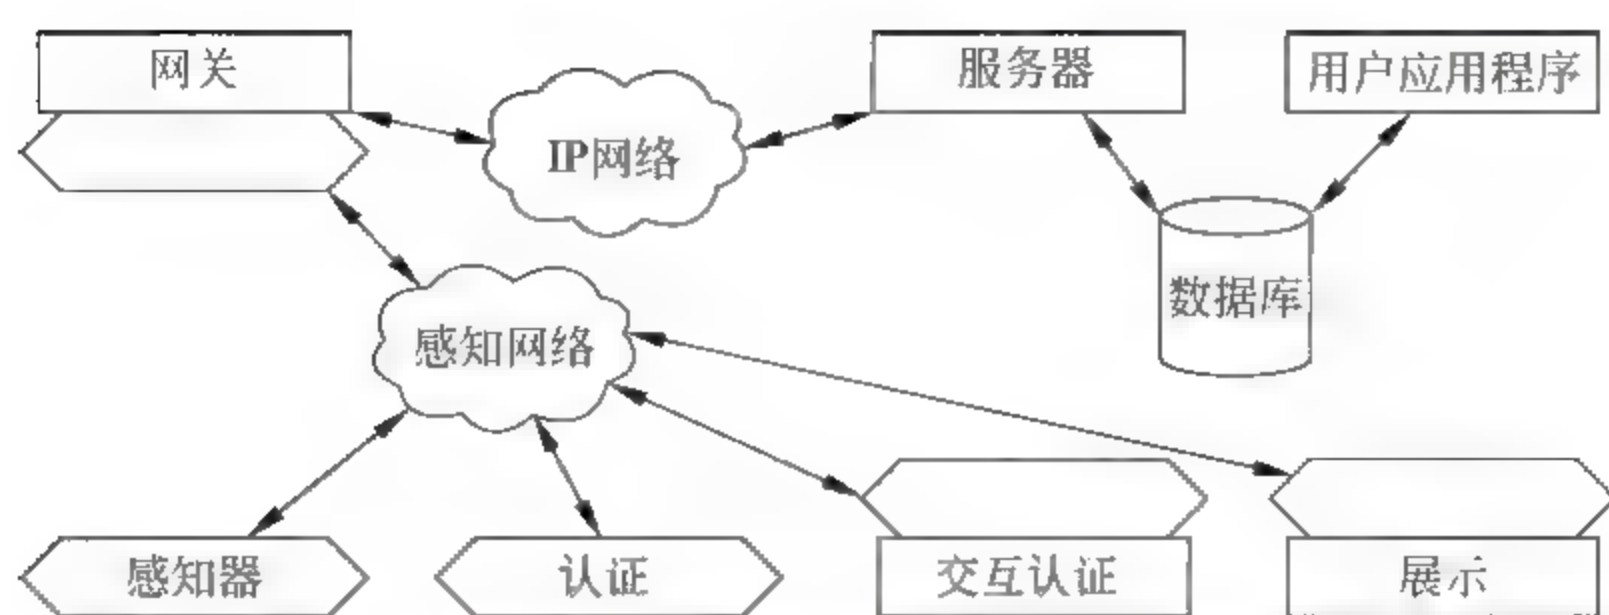 网关
服务器
用户应用程序
IP网络
数据库
感知网络
感知器
认证
交互认证
展示